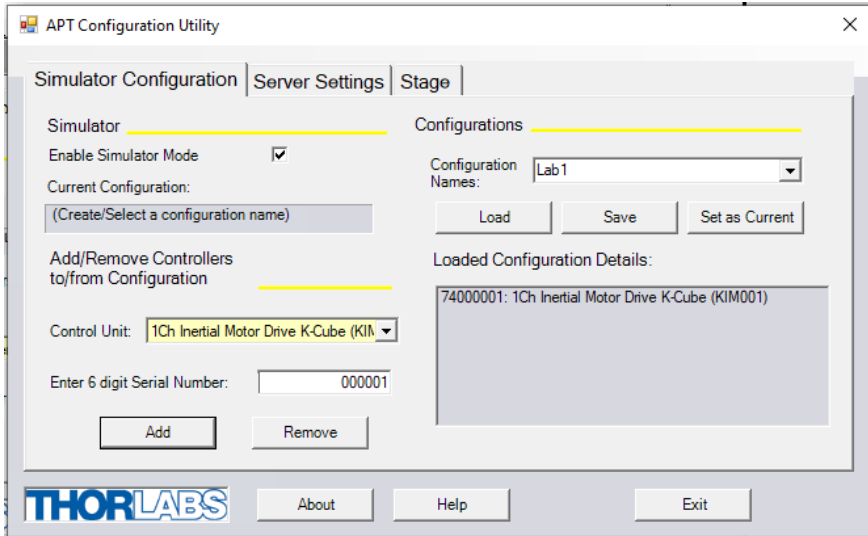 APT Configuration Utility
Simulator Configuration
Server Settings
Stage
Simulator
Enable Simulator Mode
Current Configuration:
(Create/Select a configuration name)
Add/Remove Controllers
to/from Configuration
Control Unit:
1Ch Inertial Motor Drive K-Cube (KIM
Enter 6 digit Serial Number:
000001
Add
Remove
Configurations
Configuration
Names:
Lab1
Load
Save
Set as Current
Loaded Configuration Details:
74000001: 1Ch Inertial Motor Drive K-Cube (KIM001)
THORLABS
About
Help
Exit